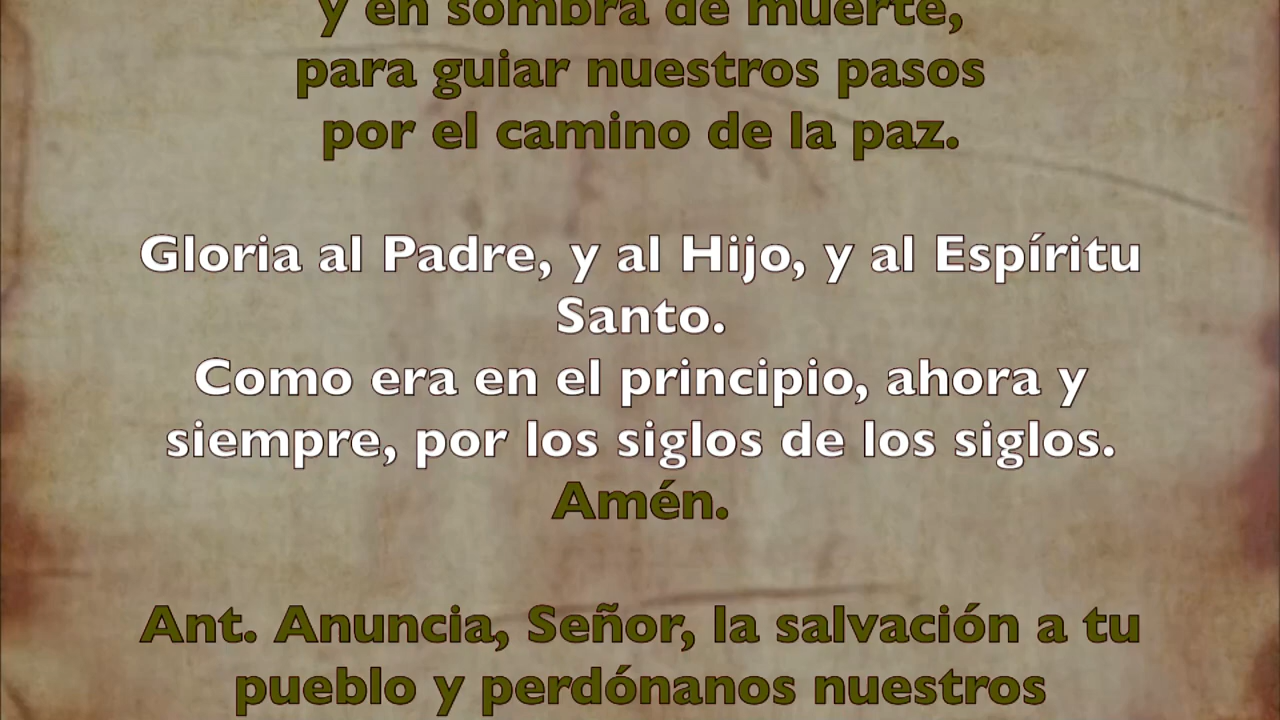 y en sombra de muerte,
para guiar nuestros pasos
por el camino de la paz.
Gloria al Padre, y al Hijo, y al Espíritu
Santo.
Como era en el principio, ahora y
siempre, por los siglos de los siglos.
Amén.
Ant. Anuncia, Señor, la salvación a tu
pueblo y perdónanos nuestros